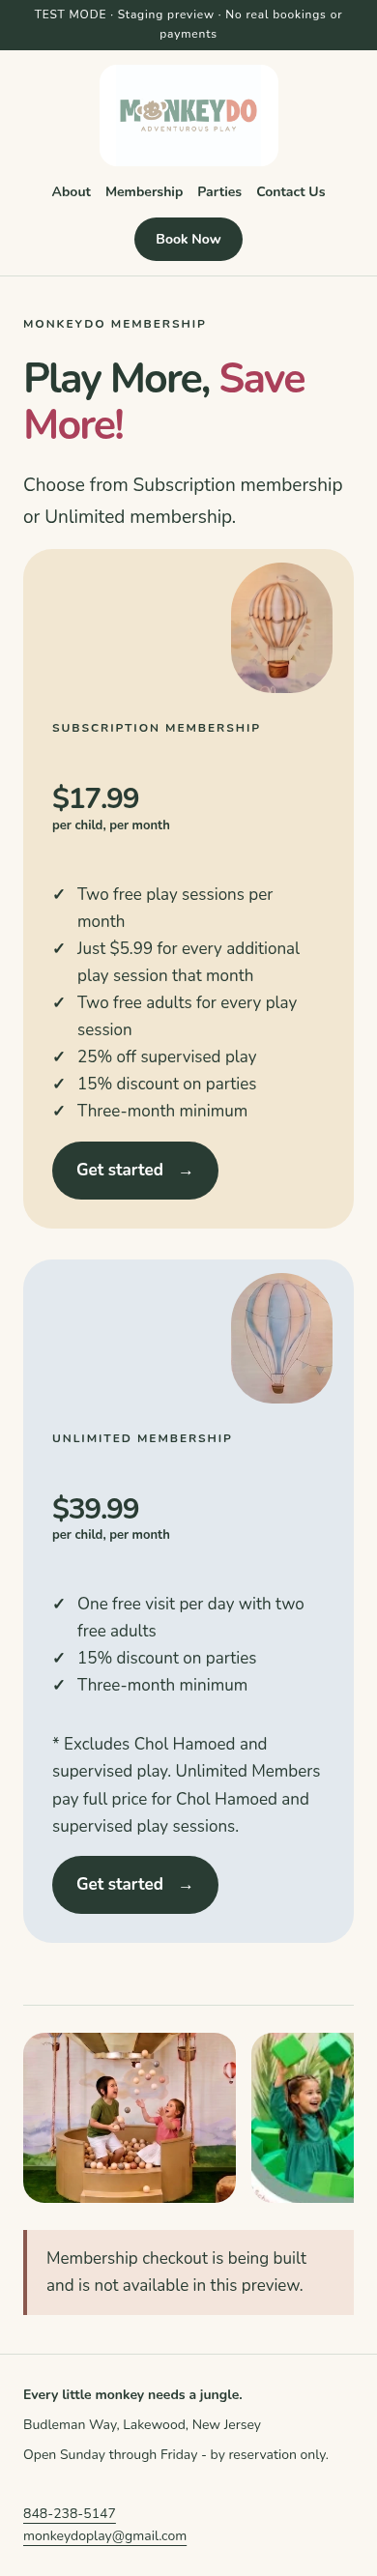 TEST MODE · Staging preview · No real bookings or
payments
MONKEYDO
ADVENTUROUS PLAY
About Membership Parties Contact Us
Book Now
MONKEYDO MEMBERSHIP
Play More, Save
More!
Choose from Subscription membership
or Unlimited membership.
SUBSCRIPTION MEMBERSHIP
$17.99
per child, per month
✓ Two free play sessions per
month
✓ Just $5.99 for every additional
play session that month
✓ Two free adults for every play
session
✓ 25% off supervised play
✓ 15% discount on parties
✓ Three-month minimum
Get started →
UNLIMITED MEMBERSHIP
$39.99
per child, per month
✓ One free visit per day with two
free adults
✓ 15% discount on parties
✓ Three-month minimum
* Excludes Chol Hamoed and
supervised play. Unlimited Members
pay full price for Chol Hamoed and
supervised play sessions.
Get started →
Membership checkout is being built
and is not available in this preview.
Every little monkey needs a jungle.
Budleman Way, Lakewood, New Jersey
Open Sunday through Friday - by reservation only.
848-238-5147
monkeydoplay@gmail.com